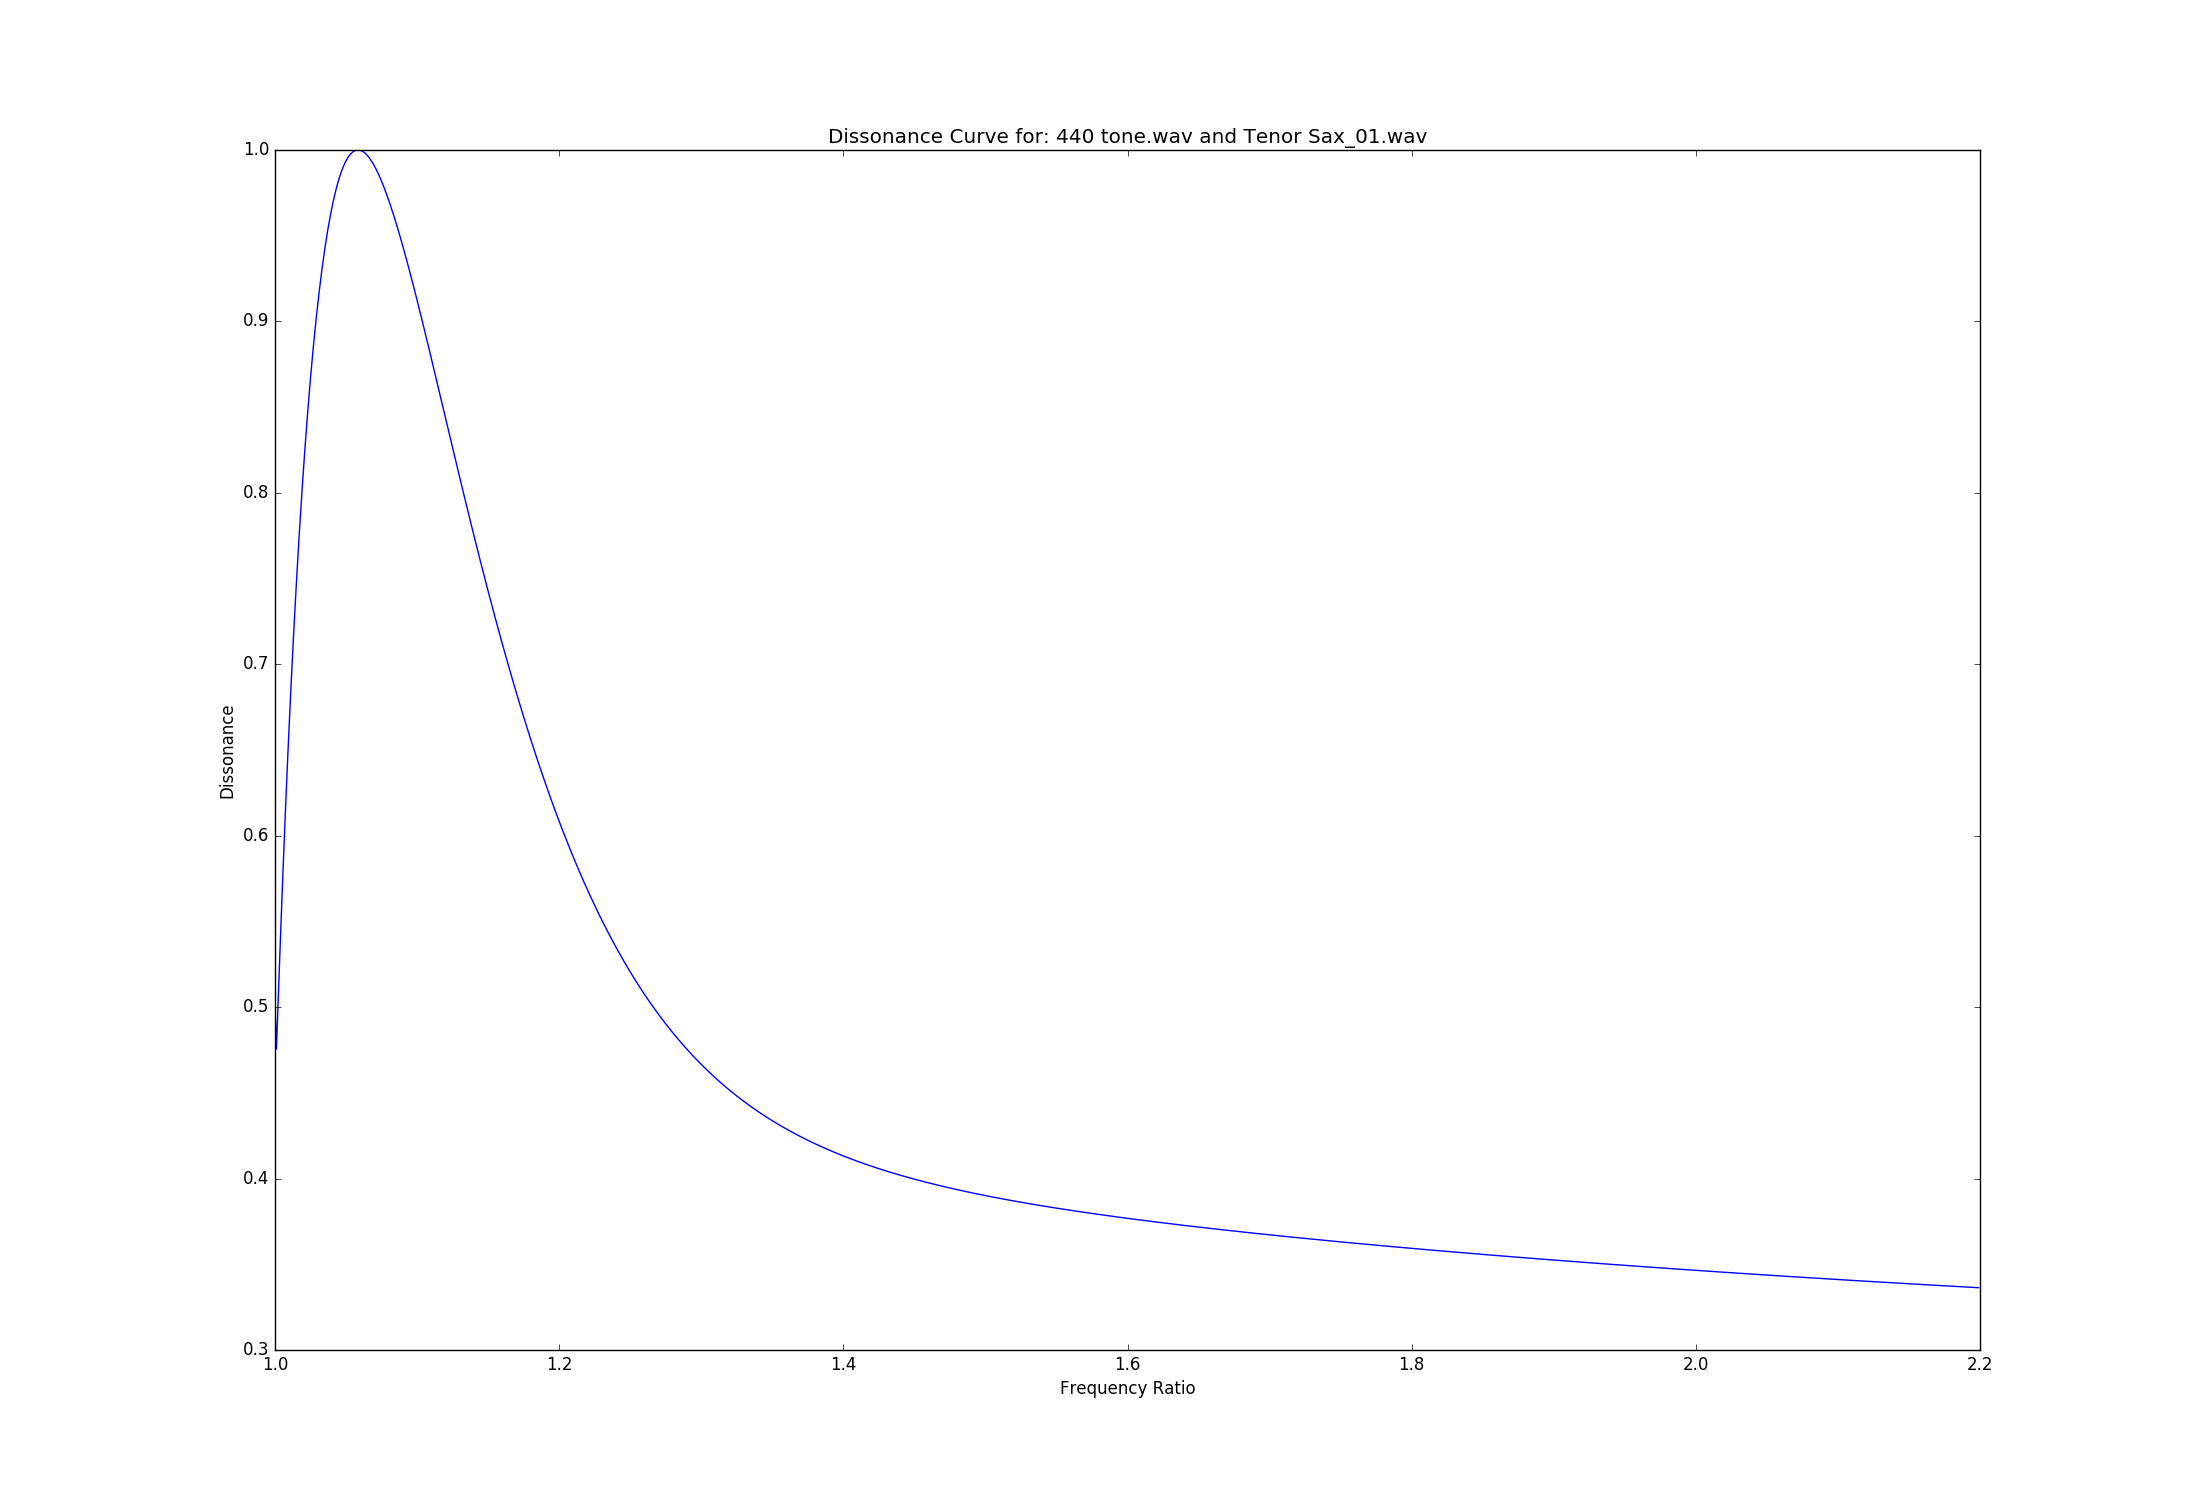 Dissonance Curve for: 440 tone.wav and Tenor Sax_01.wav
1.0
0.9
0.8
0.7
0.6
0.5
0.4
0.3
Dissonance
1.0 1.2 1.4 1.6 1.8 2.0 2.2
Frequency Ratio